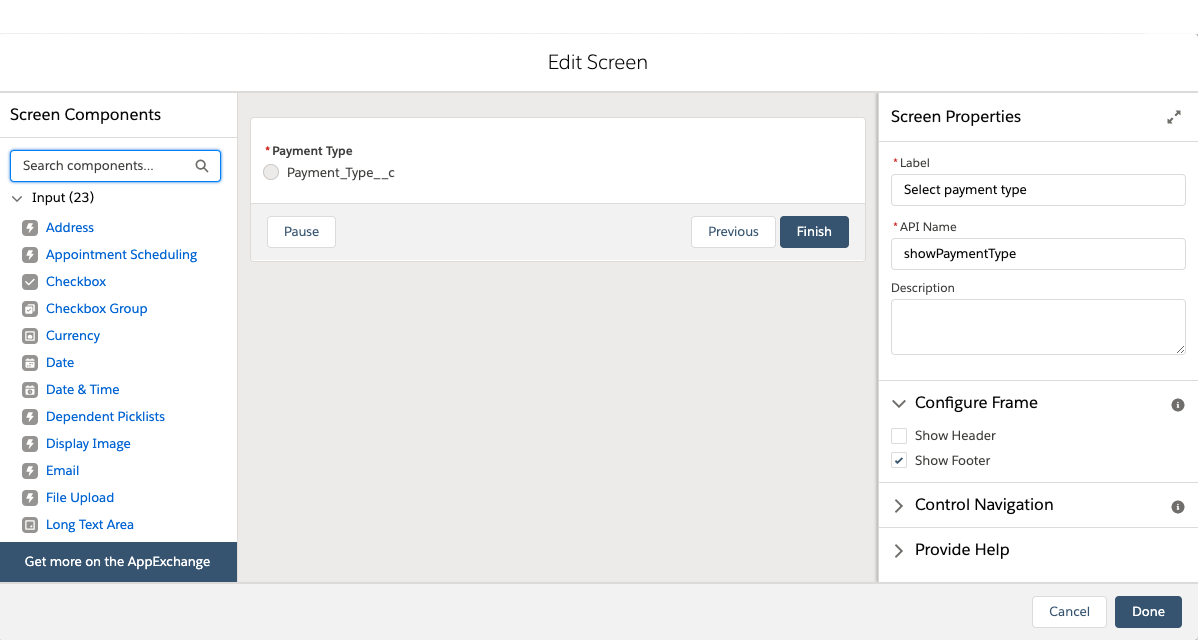 Edit Screen
Screen Components
Search components...
Input (23)
Address
Appointment Scheduling
Checkbox
Checkbox Group
Currency
Date
Date & Time
Dependent Picklists
Display Image
Email
File Upload
Long Text Area
Get more on the AppExchange
* Payment Type
Payment_Type__c
Pause
Previous
Finish
Screen Properties
* Label
Select payment type
* API Name
showPaymentType
Description
Configure Frame
Show Header
Show Footer
Control Navigation
Provide Help
Cancel
Done